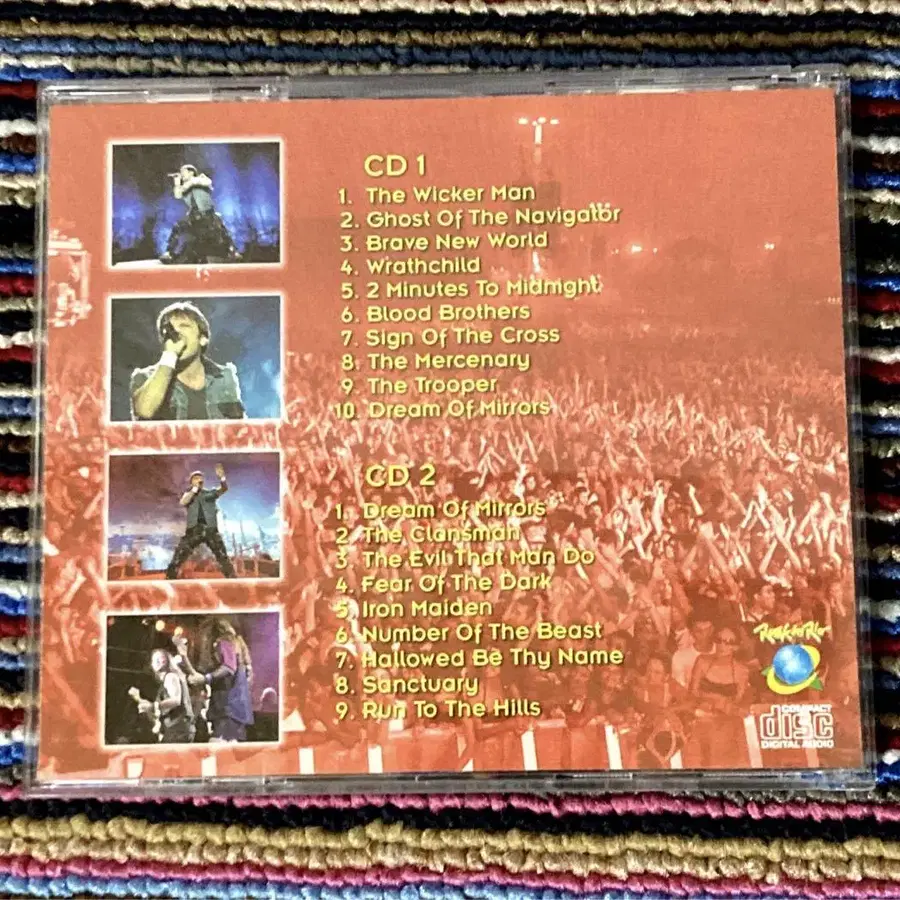 CD 1
1. The Wicker Man
2. Ghost Of The Navigator
3. Brave New World
4. Wrathchild
5. 2 Minutes To Midnight
6. Blood Brothers
7. Sign Of The Cross
8. The Mercenary
9. The Trooper
10. Dream Of Mirrors
CD 2
1. Dream Of Mirrors
2 The Clansman
3. The Evil That Man Do
4. Fear Of The Dark
5. Iron Maiden
6. Number Of The Beast
7. Hallowed Be Thy Name
8. Sanctuary
9. Run To The Hills
Rock in Rio
COMPACT
disc
DIGITAL AUDIO